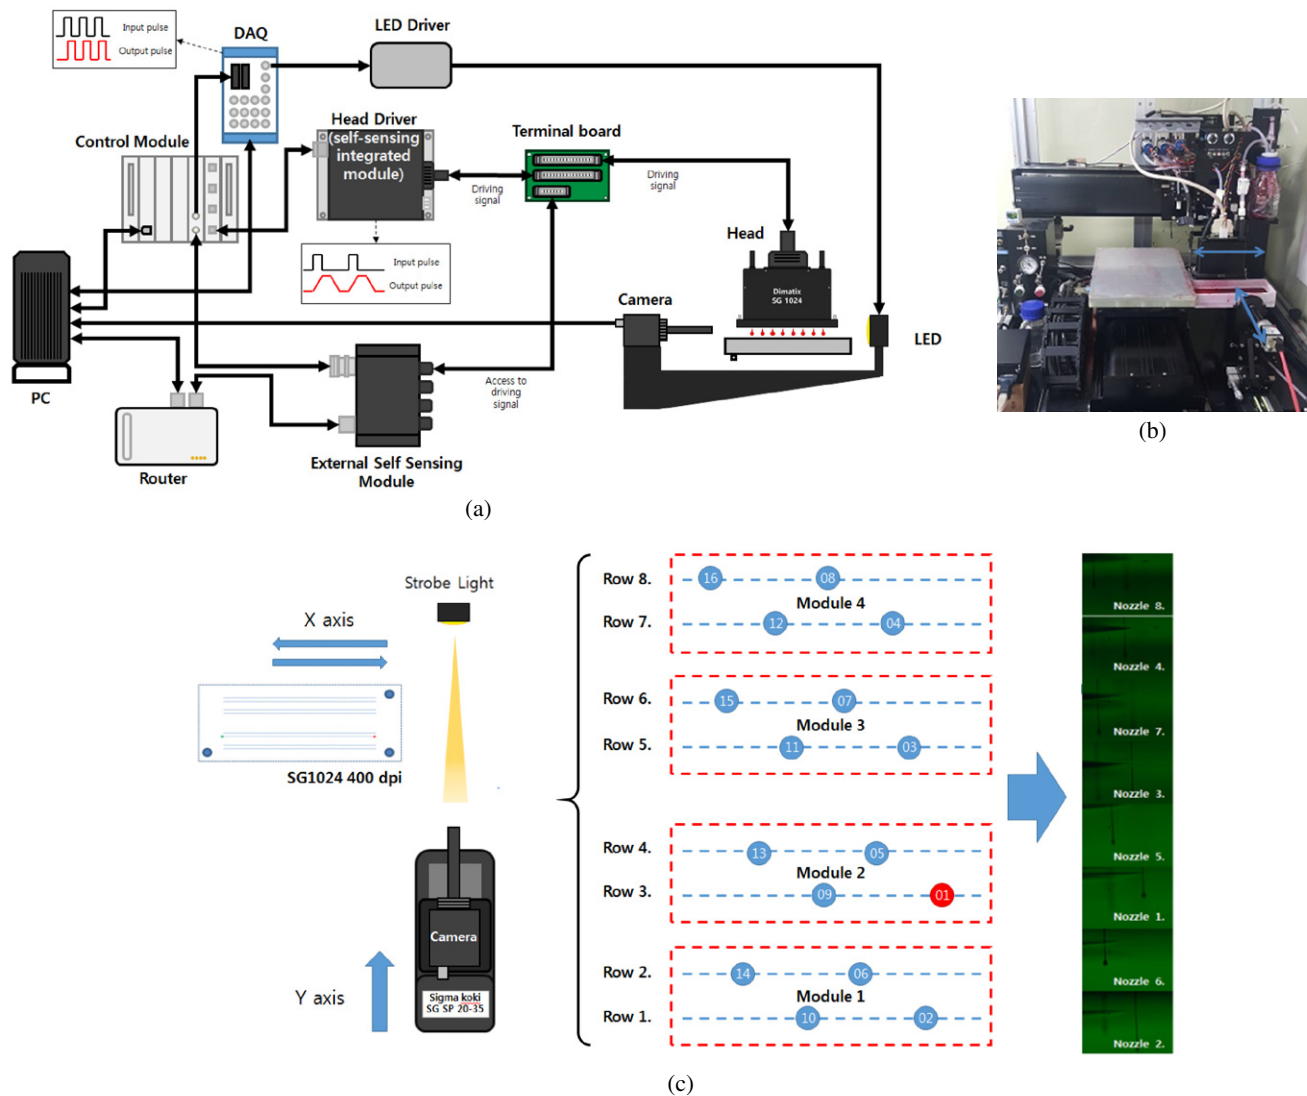 Input pulse
Output pulse
DAQ
LED Driver
Control Module
Head Driver
(self-sensing
integrated
module)
Terminal board
Driving
signal
Driving
signal
Input pulse
Output pulse
Head
Dimatix
SG 1024
Camera
LED
PC
Access to
driving
signal
Router
External Self Sensing
Module
(a)
(b)
Strobe Light
X axis
SG1024 400 dpi
Camera
Y axis
Sigma koki
SG SP 20-35
Row 8.
16
08
Module 4
Row 7.
12
04
Row 6.
15
07
Module 3
Row 5.
11
03
Row 4.
13
05
Module 2
Row 3.
09
01
Row 2.
14
06
Module 1
Row 1.
10
02
Nozzle 8.
Nozzle 4.
Nozzle 7.
Nozzle 3.
Nozzle 5.
Nozzle 1.
Nozzle 6.
Nozzle 2.
(c)